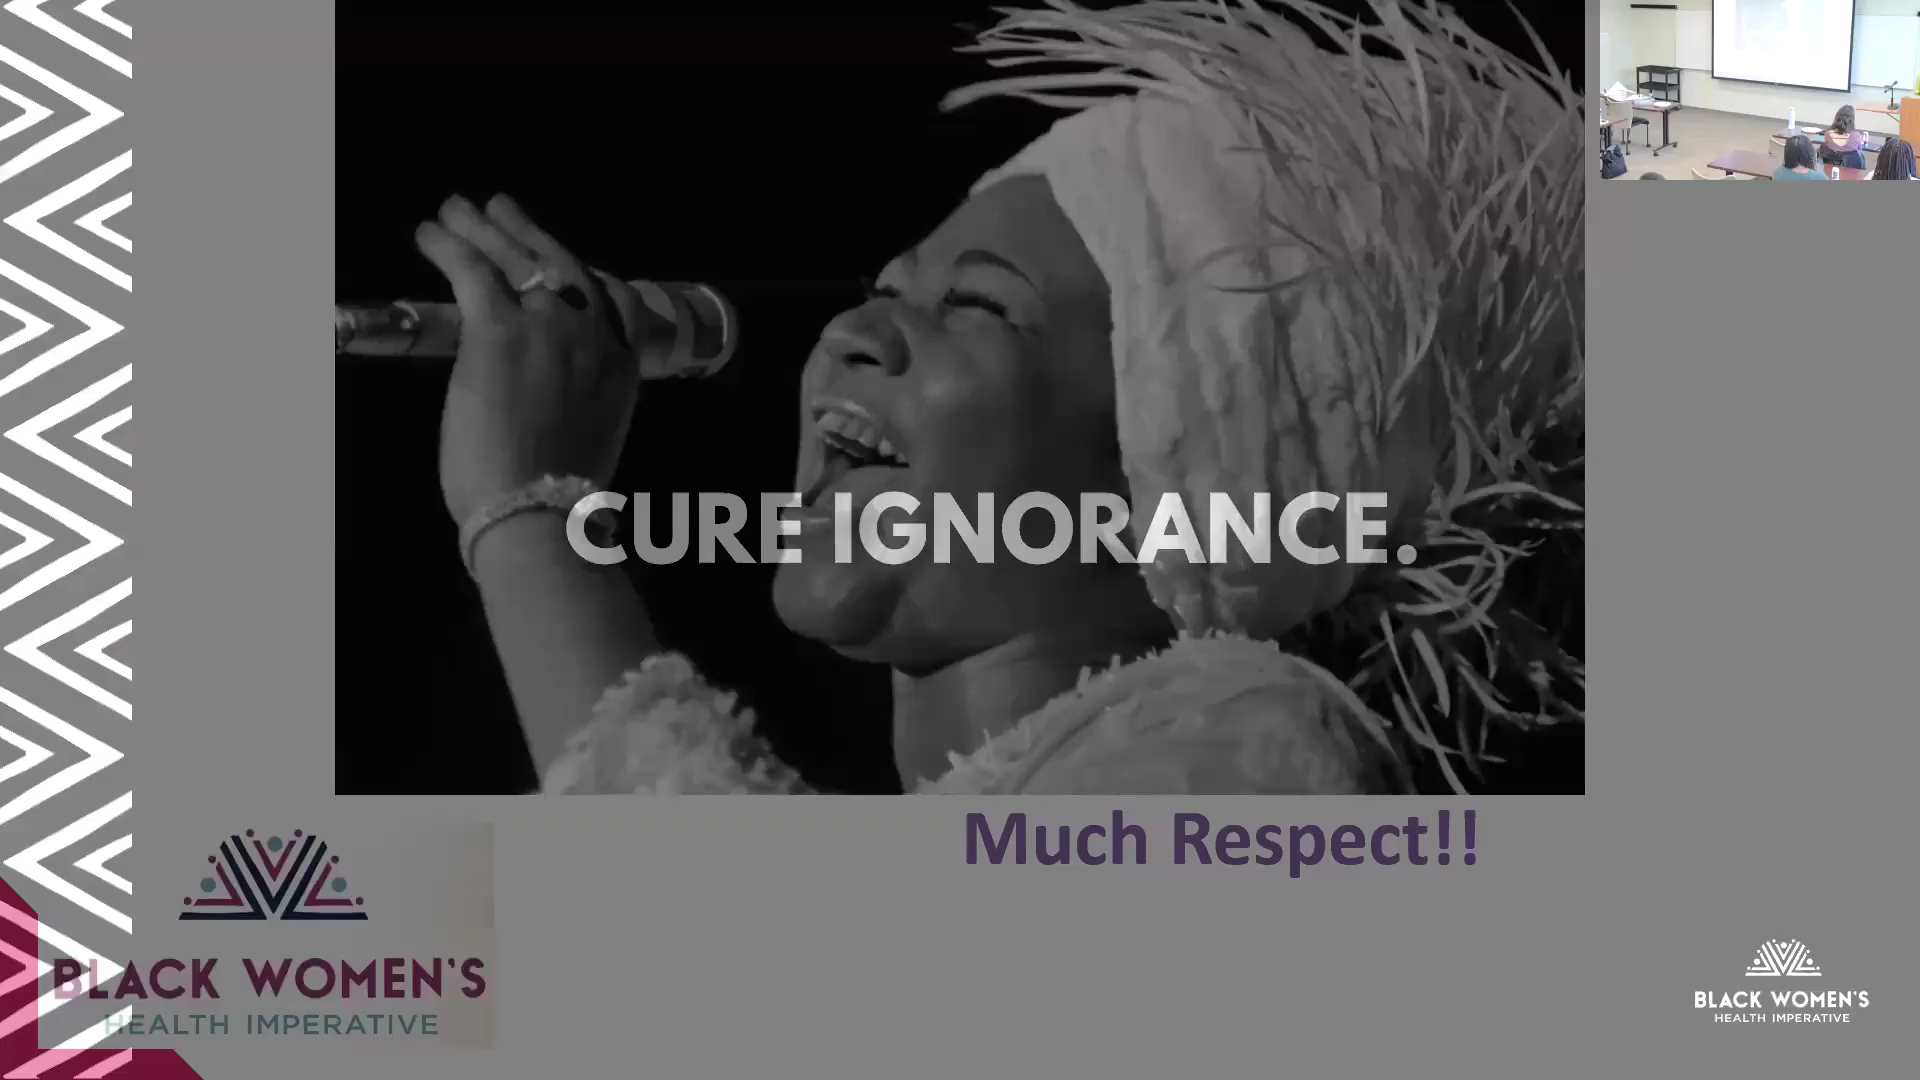 CURE IGNORANCE.
Much Respect!!
BLACK WOMEN'S
HEALTH IMPERATIVE
BLACK WOMEN'S
HEALTH IMPERATIVE